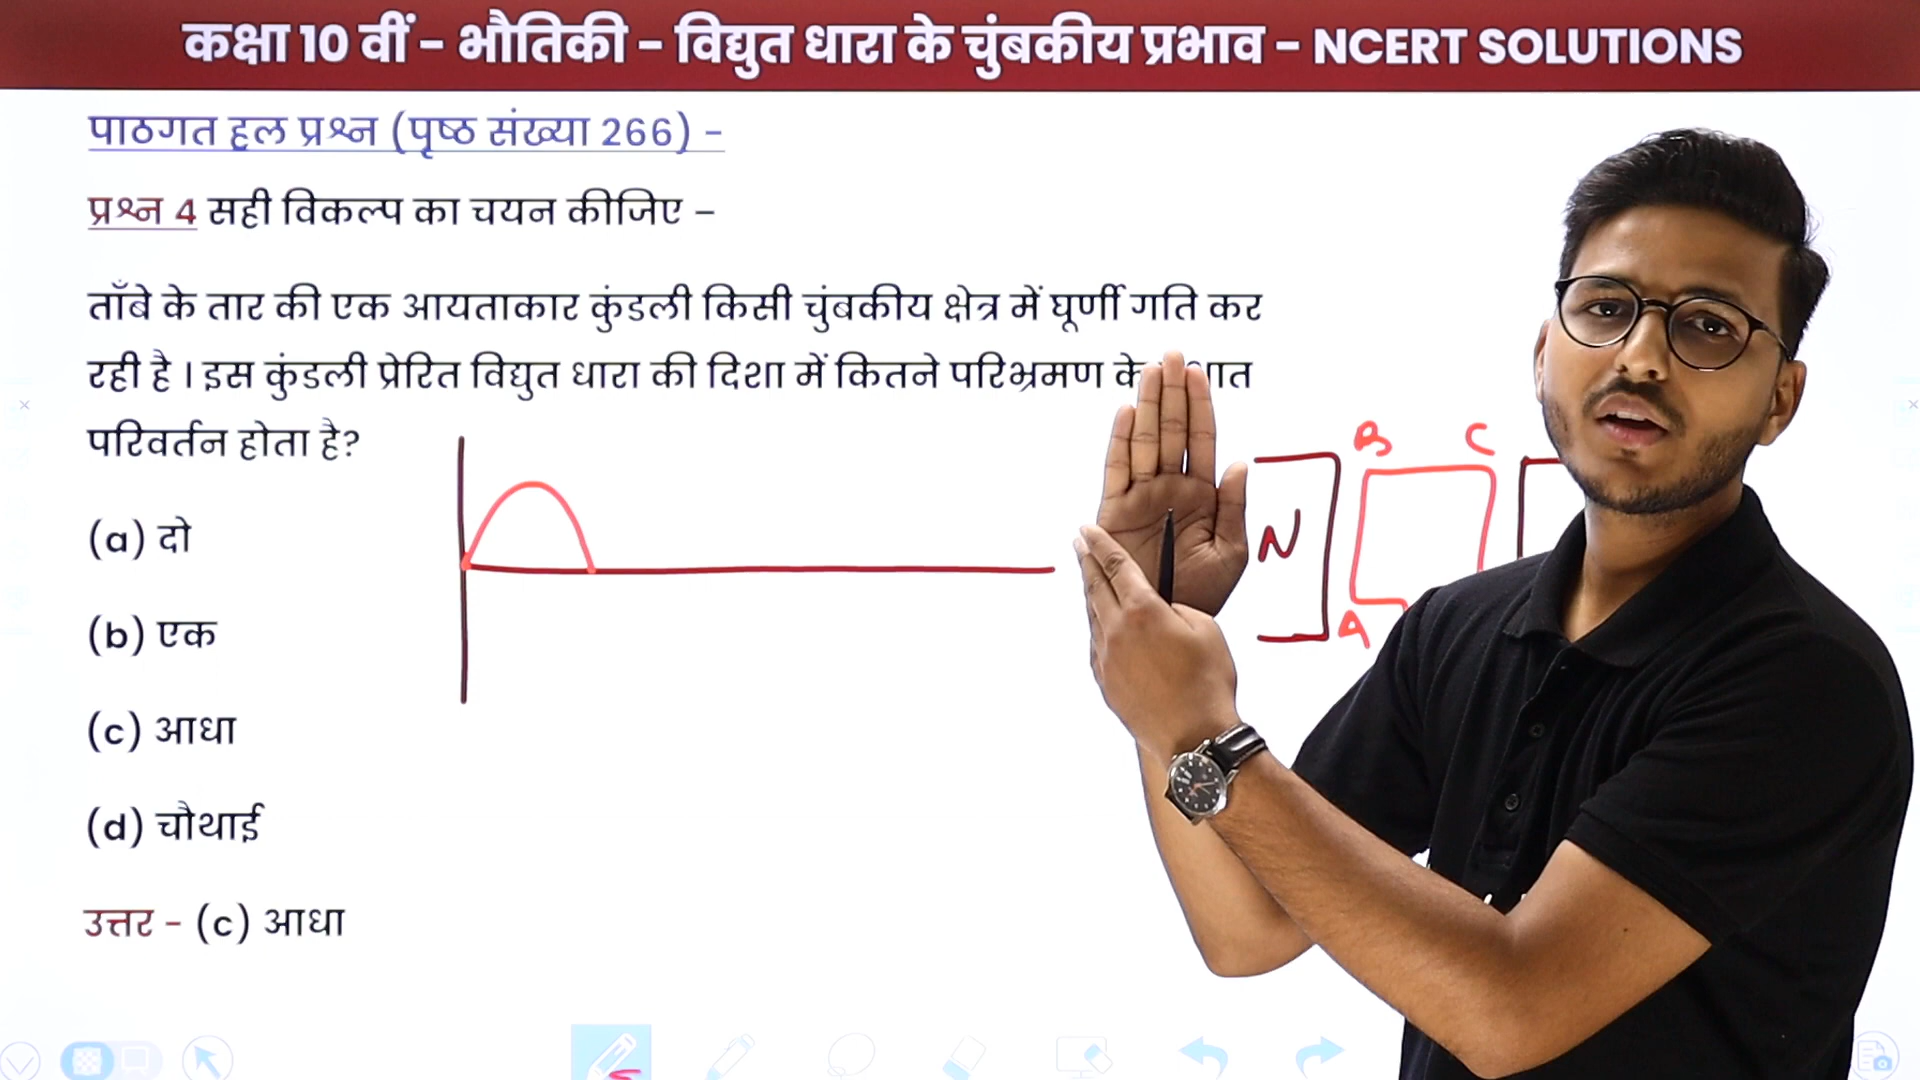 कक्षा 10 वीं - भौतिकी - विद्युत धारा के चुंबकीय प्रभाव - NCERT SOLUTIONS
पाठगत हल प्रश्न (पृष्ठ संख्या 266) -
प्रश्न 4 सही विकल्प का चयन कीजिए –
ताँबे के तार की एक आयताकार कुंडली किसी चुंबकीय क्षेत्र में घूर्णी गति कर
रही है । इस कुंडली प्रेरित विद्युत धारा की दिशा में कितने परिभ्रमण के
परिवर्तन होता है?
B C
N
A
(a) दो
(b) एक
(c) आधा
(d) चौथाई
उत्तर - (c) आधा